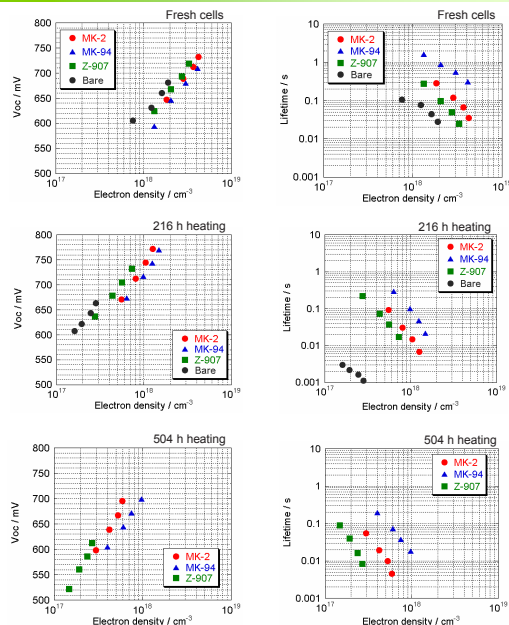 Fresh cells
800
750
700
650
600
550
500
Voc / mV
MK-2
MK-94
Z-907
Bare
10^17
10^18
10^19
Electron density / cm^-3
Fresh cells
10
1
0.1
0.01
0.001
Lifetime / s
MK-2
MK-94
Z-907
Bare
10^17
10^18
10^19
Electron density / cm^-3
216 h heating
800
750
700
650
600
550
500
Voc / mV
MK-2
MK-94
Z-907
Bare
10^17
10^18
10^19
Electron density / cm^-3
216 h heating
10
1
0.1
0.01
0.001
Lifetime / s
MK-2
MK-94
Z-907
Bare
10^17
10^18
10^19
Electron density / cm^-3
504 h heating
800
750
700
650
600
550
500
Voc / mV
MK-2
MK-94
Z-907
10^17
10^18
10^19
Electron density / cm^-3
504 h heating
10
1
0.1
0.01
0.001
Lifetime / s
MK-2
MK-94
Z-907
10^17
10^18
10^19
Electron density / cm^-3